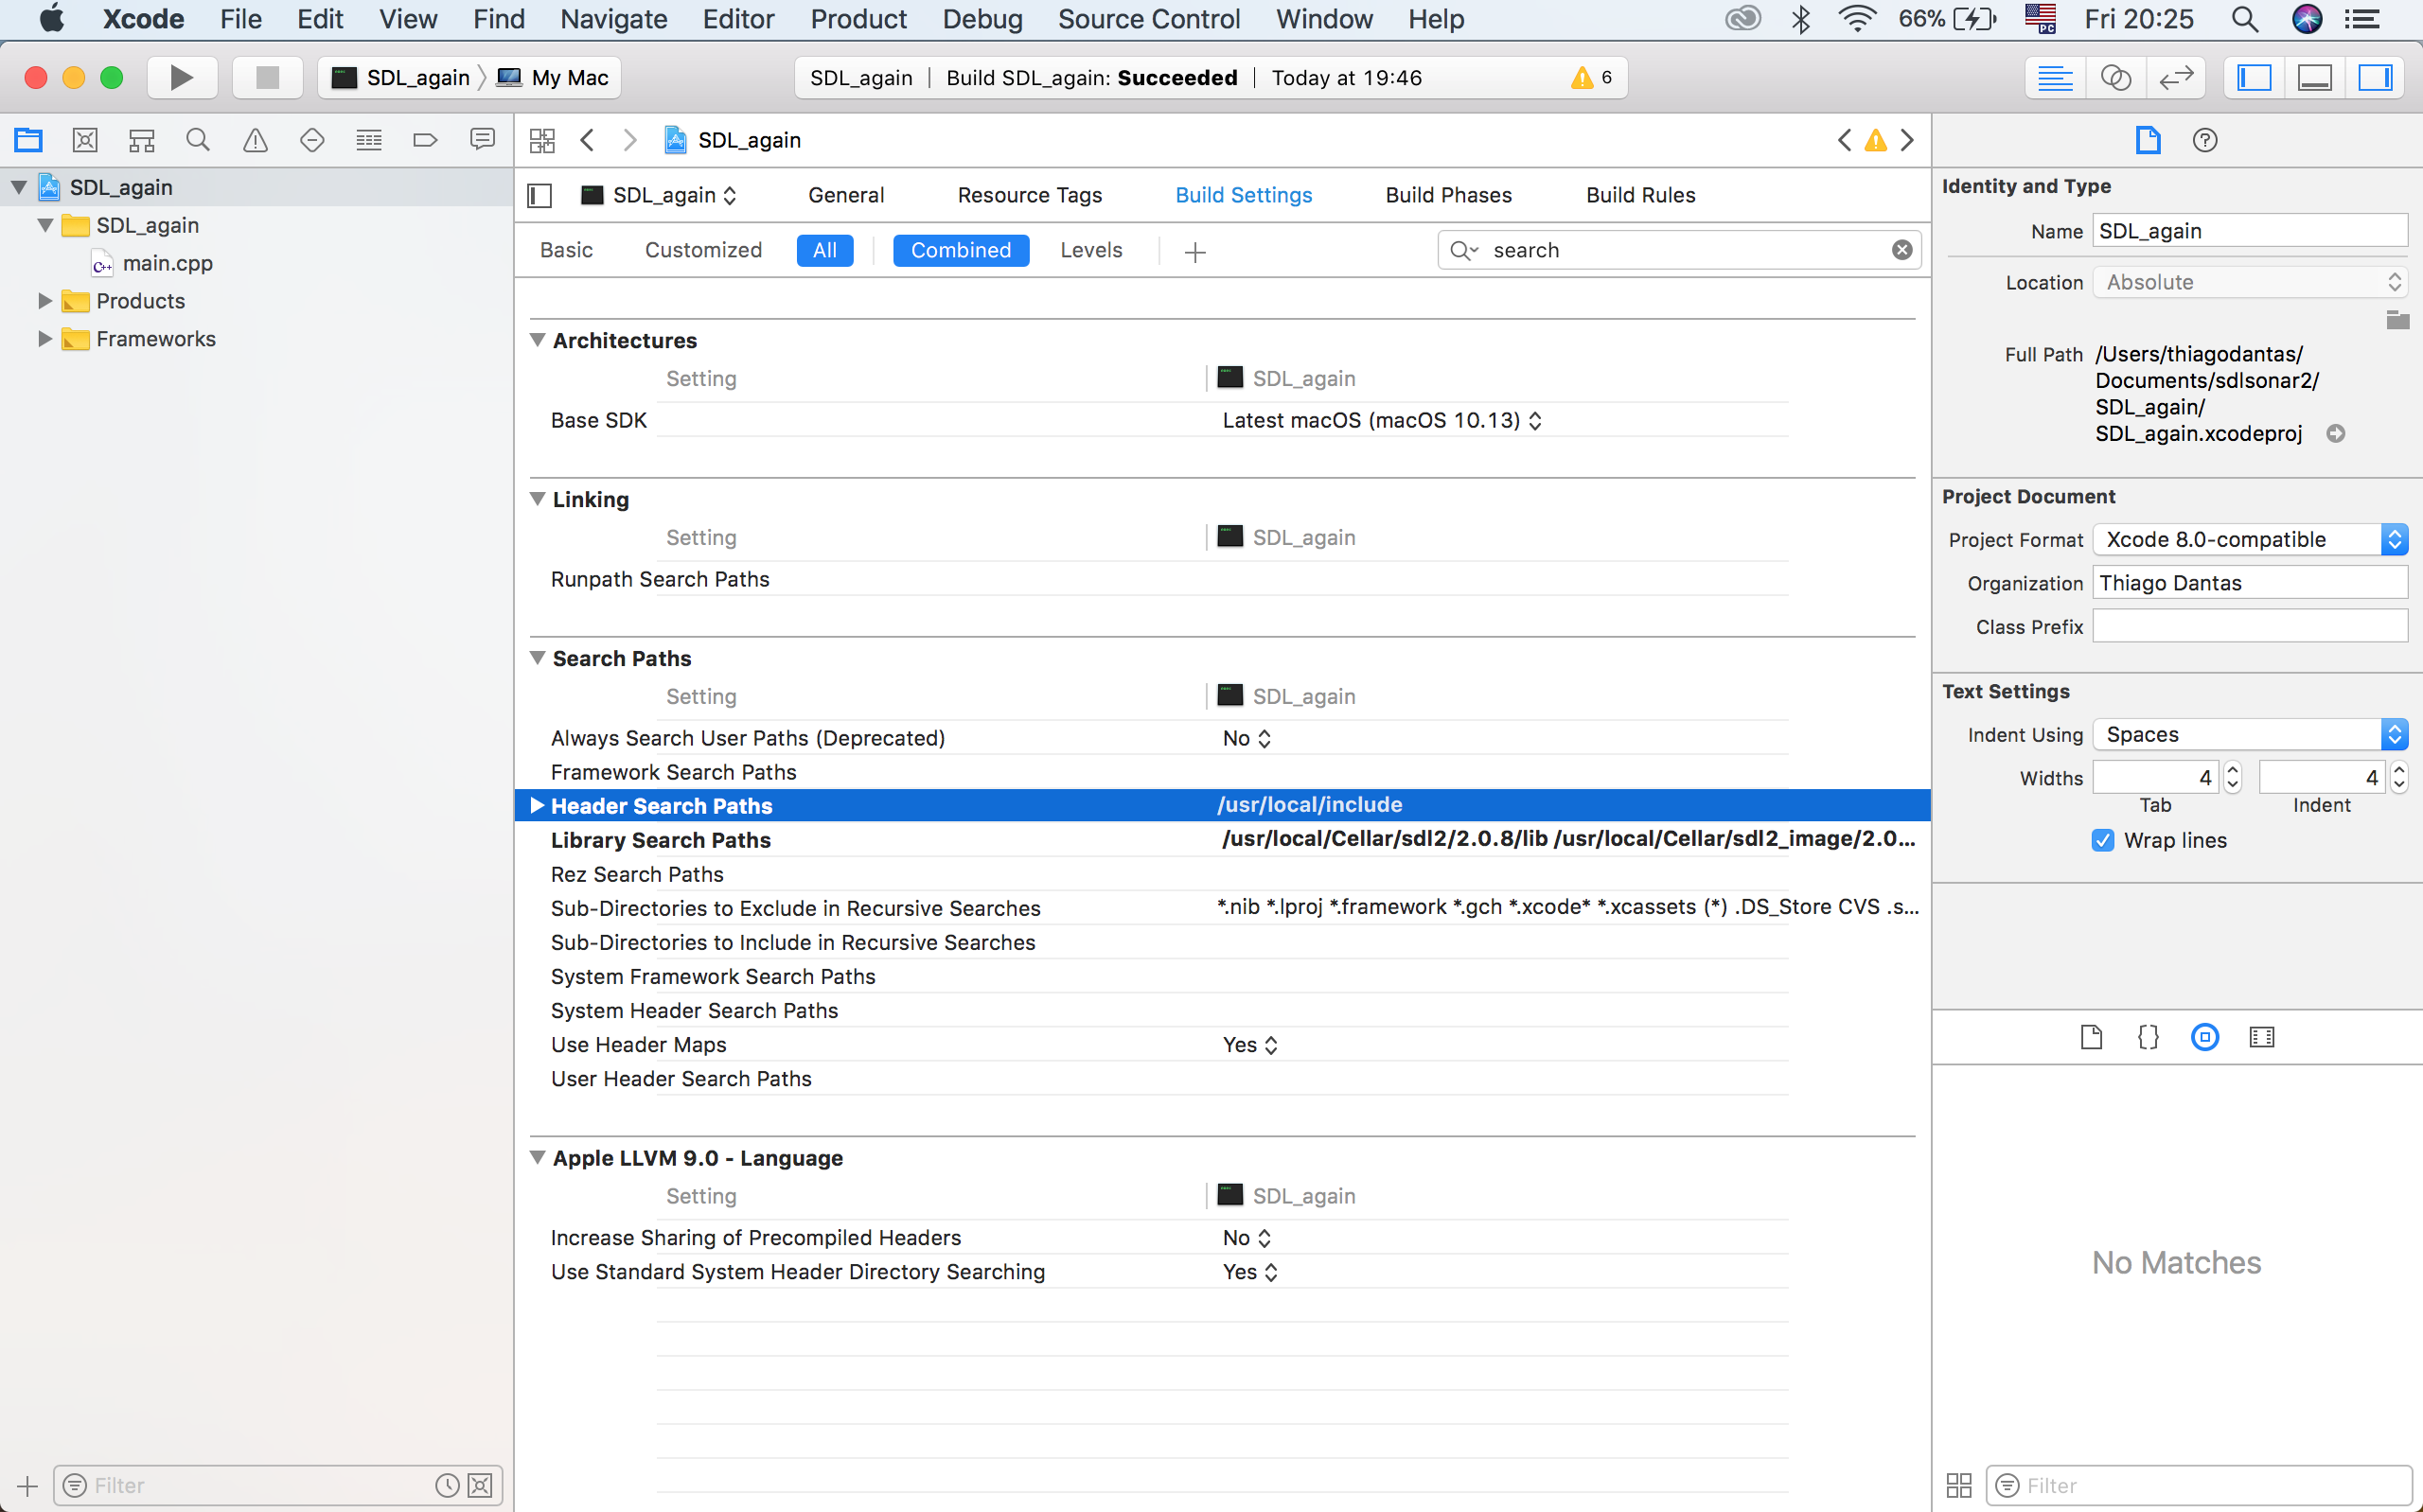 Xcode File Edit View Find Navigate Editor Product Debug Source Control Window Help 66% PC Fri 20:25
SDL_again My Mac
SDL_again | Build SDL_again: Succeeded | Today at 19:46 6
SDL_again
SDL_again
main.cpp
Products
Frameworks
Filter
SDL_again
SDL_again General Resource Tags Build Settings Build Phases Build Rules
Basic Customized All Combined Levels search
Architectures
Setting SDL_again
Base SDK Latest macOS (macOS 10.13)
Linking
Setting SDL_again
Runpath Search Paths
Search Paths
Setting SDL_again
Always Search User Paths (Deprecated) No
Framework Search Paths
Header Search Paths /usr/local/include
Library Search Paths /usr/local/Cellar/sdl2/2.0.8/lib /usr/local/Cellar/sdl2_image/2.0...
Rez Search Paths
Sub-Directories to Exclude in Recursive Searches *.nib *.lproj *.framework *.gch *.xcode* *.xcassets (*) .DS_Store CVS .s...
Sub-Directories to Include in Recursive Searches
System Framework Search Paths
System Header Search Paths
Use Header Maps Yes
User Header Search Paths
Apple LLVM 9.0 - Language
Setting SDL_again
Increase Sharing of Precompiled Headers No
Use Standard System Header Directory Searching Yes
Identity and Type
Name SDL_again
Location Absolute
Full Path /Users/thiagodantas/
Documents/sdlsonar2/
SDL_again/
SDL_again.xcodeproj
Project Document
Project Format Xcode 8.0-compatible
Organization Thiago Dantas
Class Prefix
Text Settings
Indent Using Spaces
Widths 4 4
Tab Indent
Wrap lines
No Matches
Filter